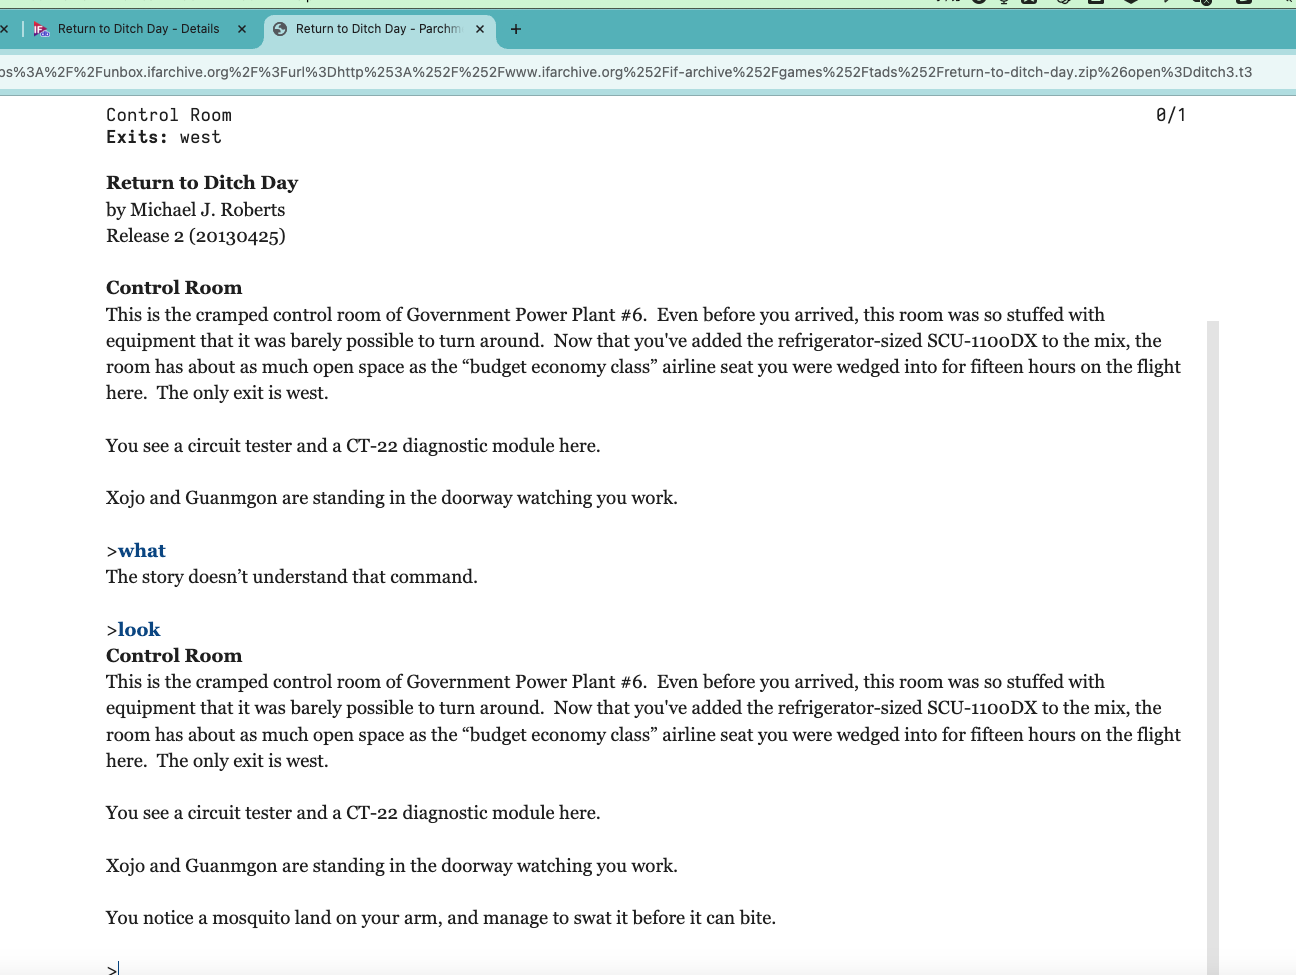 Return to Ditch Day - Details
Return to Ditch Day - Parchm
ps%3A%2F%2Funbox.ifarchive.org%2F%3Furl%3Dhttp%253A%252F%252Fwww.ifarchive.org%252Fif-archive%252Fgames%252Ftads%252Freturn-to-ditch-day.zip%26open%3Dditch3.t3
Control Room 0/1
Exits: west
Return to Ditch Day
by Michael J. Roberts
Release 2 (20130425)
Control Room
This is the cramped control room of Government Power Plant #6.  Even before you arrived, this room was so stuffed with
equipment that it was barely possible to turn around.  Now that you've added the refrigerator-sized SCU-1100DX to the mix, the
room has about as much open space as the “budget economy class” airline seat you were wedged into for fifteen hours on the flight
here.  The only exit is west.
You see a circuit tester and a CT-22 diagnostic module here.
Xojo and Guanmgon are standing in the doorway watching you work.
>what
The story doesn’t understand that command.
>look
Control Room
This is the cramped control room of Government Power Plant #6.  Even before you arrived, this room was so stuffed with
equipment that it was barely possible to turn around.  Now that you've added the refrigerator-sized SCU-1100DX to the mix, the
room has about as much open space as the “budget economy class” airline seat you were wedged into for fifteen hours on the flight
here.  The only exit is west.
You see a circuit tester and a CT-22 diagnostic module here.
Xojo and Guanmgon are standing in the doorway watching you work.
You notice a mosquito land on your arm, and manage to swat it before it can bite.
>